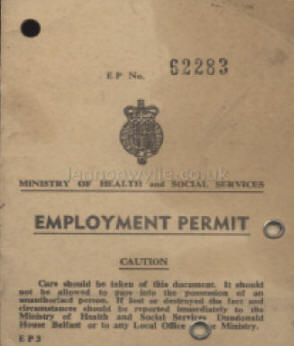 E P No. 62283
jennonwylie.co.uk
MINISTRY OF HEALTH and SOCIAL SERVICES
EMPLOYMENT PERMIT
CAUTION
Care should be taken of this document. It should
not be allowed to pass into the possession of an
unauthorised person. If lost or destroyed the fact and
circumstances should be reported immediately to the
Ministry of Health and Social Services Dundonald
House Belfast or to any Local Office Ministry.
E P 3